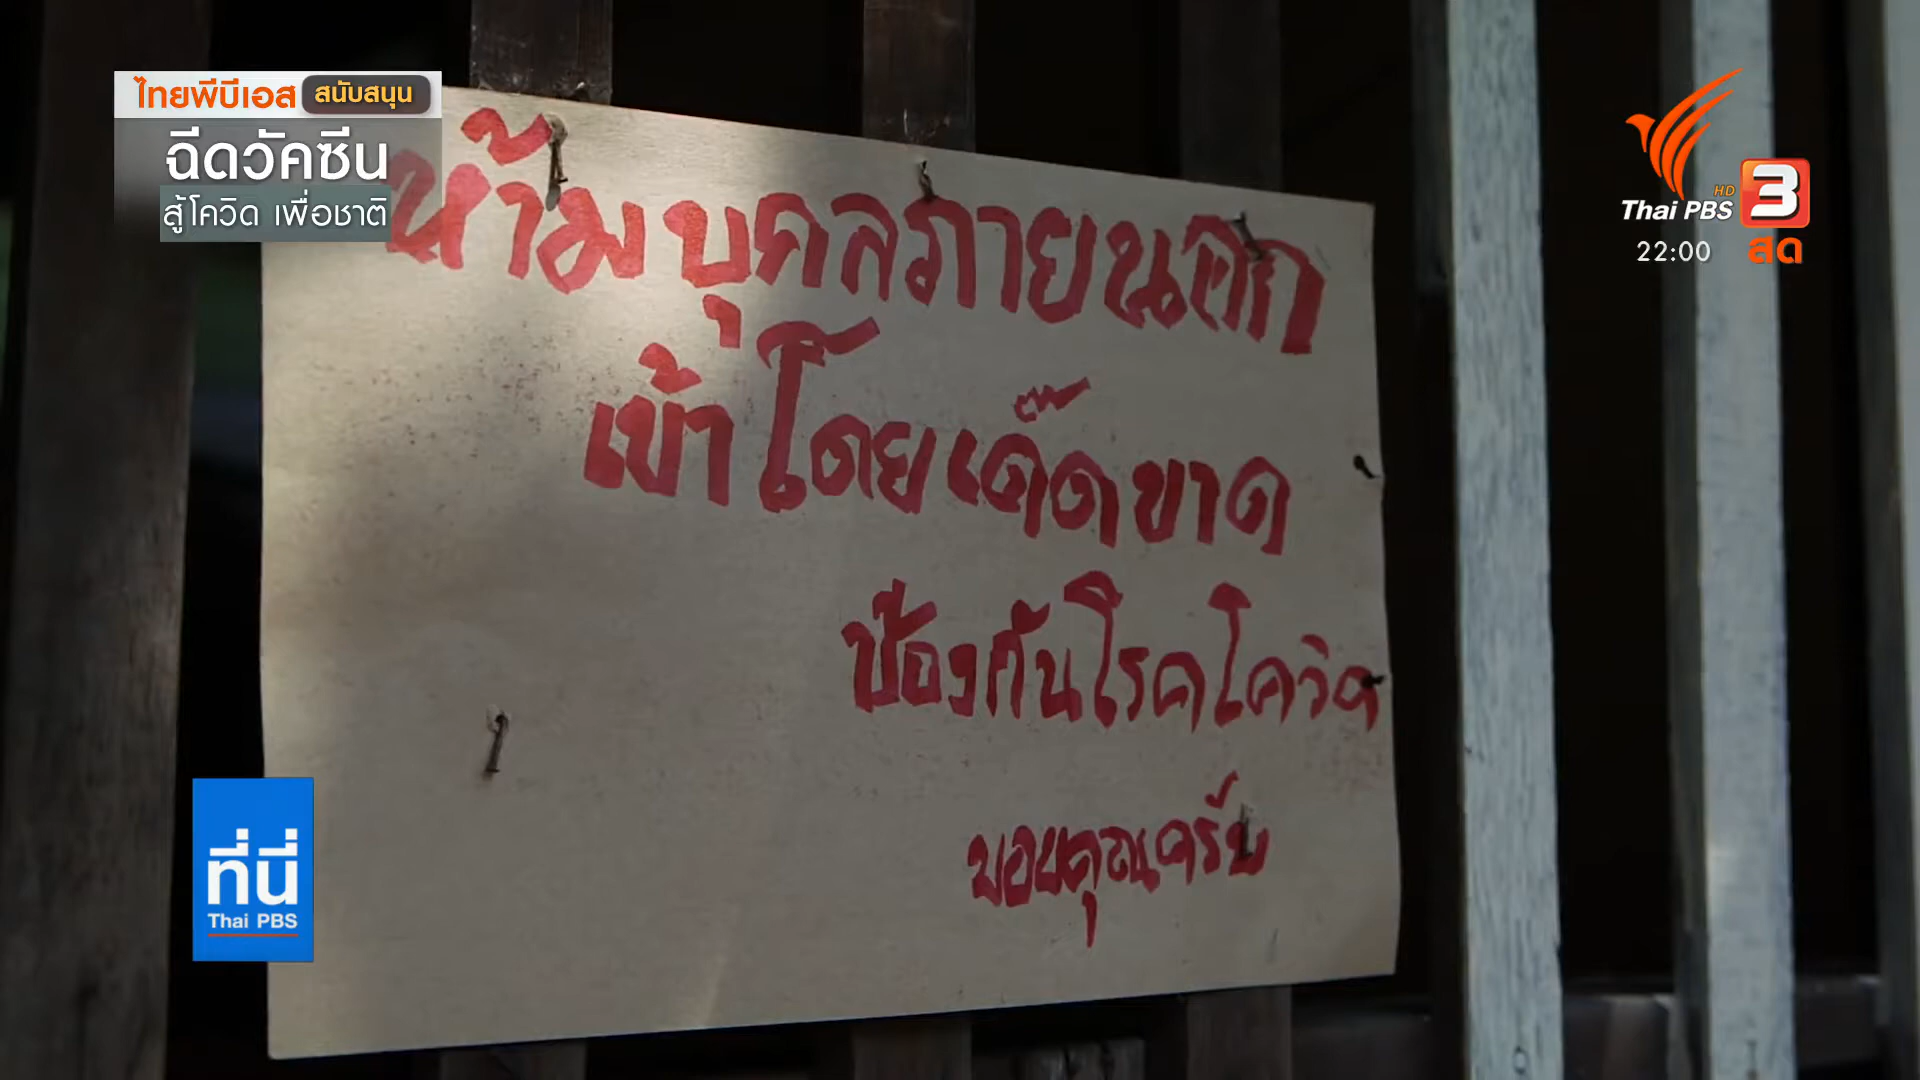 ไทยพีบีเอส สนับสนุน
ฉีดวัคซีน
สู้โควิด เพื่อชาติ
Thai PBS HD 3
22:00 สด
ห้ามบุคลภายนอก
เข้าโดยเด็ดขาด
ป้องกันโรคโควิด
ขอบคุณครับ
ที่นี่
Thai PBS